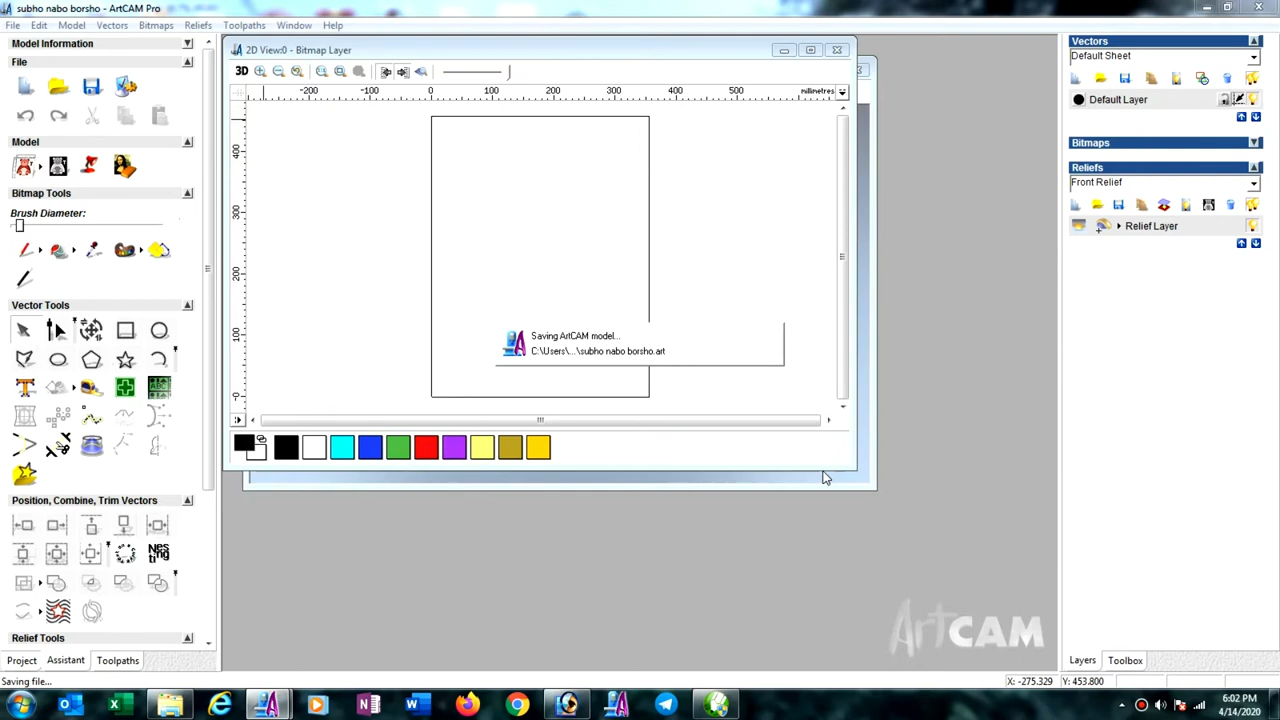 subho nabo borsho - ArtCAM Pro
File Edit Model Vectors Bitmaps Reliefs Toolpaths Window Help
Model Information
File
Model
Bitmap Tools
Brush Diameter:
Vector Tools
Position, Combine, Trim Vectors
Relief Tools
Project Assistant Toolpaths
Saving file...
2D View:0 - Bitmap Layer
3D
-200 -100 0 100 200 300 400 500 millimetres
400
300
200
100
-0
Saving ArtCAM model...
C:\Users\...\subho nabo borsho.art
ArtCAM
Vectors
Default Sheet
Default Layer
Bitmaps
Reliefs
Front Relief
Relief Layer
Layers Toolbox
X: -275.329 Y: 453.800
6:02 PM
4/14/2020